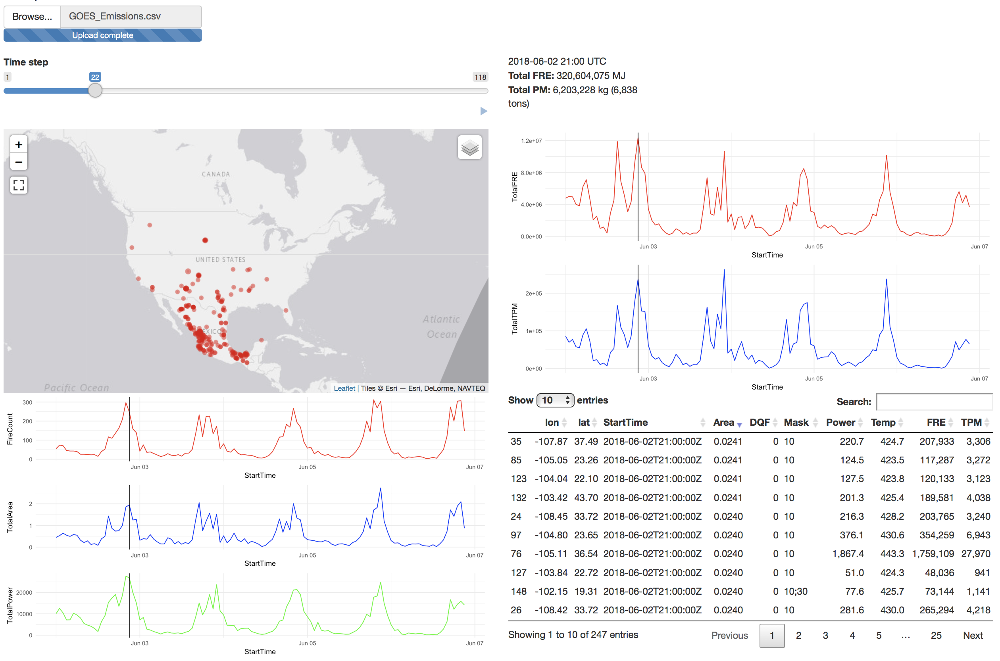 Browse... GOES_Emissions.csv
Upload complete
Time step
1 22 118
2018-06-02 21:00 UTC
Total FRE: 320,604,075 MJ
Total PM: 6,203,228 kg (6,838
tons)
+
−
CANADA
UNITED STATES
Atlantic
Ocean
Pacific Ocean
Leaflet | Tiles © Esri — Esri, DeLorme, NAVTEQ
TotalFRE
1.2e+07
8.0e+06
4.0e+06
0.0e+00
Jun 03 Jun 05 Jun 07
StartTime
TotalTPM
2e+05
1e+05
0e+00
Jun 03 Jun 05 Jun 07
StartTime
FireCount
300
200
100
0
Jun 03 Jun 05 Jun 07
StartTime
TotalArea
2
1
0
Jun 03 Jun 05 Jun 07
StartTime
TotalPower
20000
10000
0
Jun 03 Jun 05 Jun 07
StartTime
Show 10 entries Search:
lon lat StartTime Area DQF Mask Power Temp FRE TPM
35 -107.87 37.49 2018-06-02T21:00:00Z 0.0241 0 10 220.7 424.7 207,933 3,306
85 -105.05 23.26 2018-06-02T21:00:00Z 0.0241 0 10 124.5 423.5 117,287 3,272
123 -104.04 22.10 2018-06-02T21:00:00Z 0.0241 0 10 127.5 423.8 120,133 3,123
132 -103.42 43.70 2018-06-02T21:00:00Z 0.0241 0 10 201.3 425.4 189,581 4,038
24 -108.45 33.72 2018-06-02T21:00:00Z 0.0240 0 10 216.3 428.2 203,765 3,240
97 -104.80 23.65 2018-06-02T21:00:00Z 0.0240 0 10 376.1 430.6 354,259 6,943
76 -105.11 36.54 2018-06-02T21:00:00Z 0.0240 0 10 1,867.4 443.3 1,759,109 27,970
127 -103.84 22.72 2018-06-02T21:00:00Z 0.0240 0 10 51.0 424.3 48,036 941
148 -102.15 19.31 2018-06-02T21:00:00Z 0.0240 0 10;30 77.6 425.7 73,144 1,141
26 -108.42 33.72 2018-06-02T21:00:00Z 0.0240 0 10 281.6 430.0 265,294 4,218
Showing 1 to 10 of 247 entries Previous 1 2 3 4 5 … 25 Next